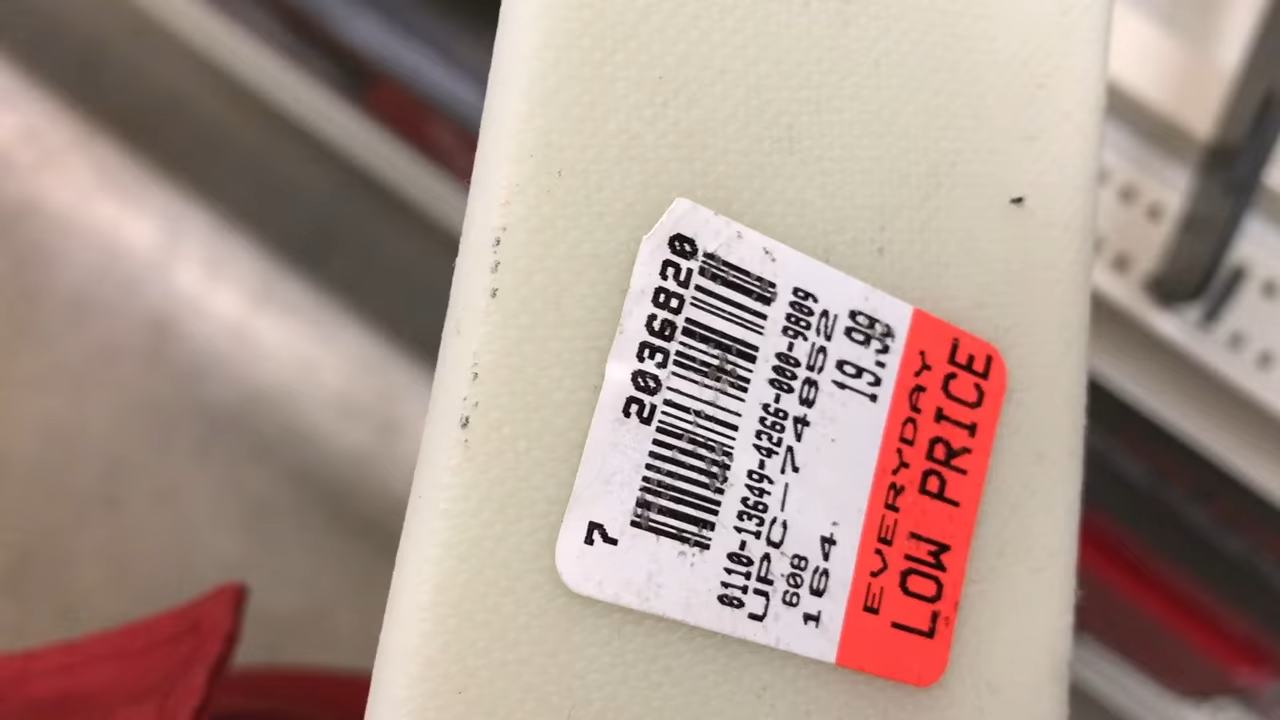 2036820
7
0110-13649-4266-000-9809
UPC-74852
608
164.
19.99
EVERYDAY
LOW PRICE